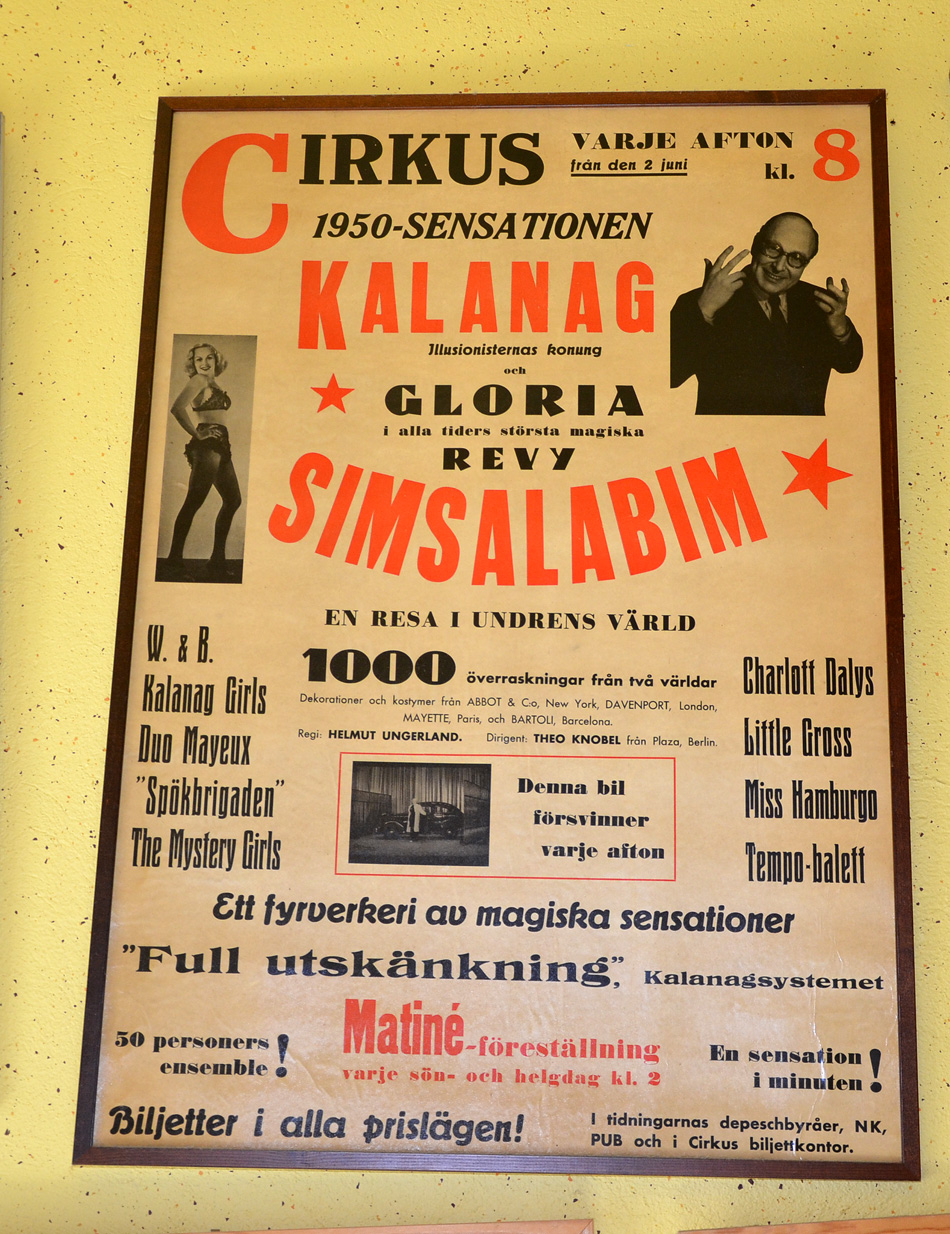 CIRKUS
VARJE AFTON
från den 2 juni
kl. 8
1950-SENSATIONEN
KALANAG
Illusionisternas konung
och
GLORIA
i alla tiders största magiska
REVY
SIMSALABIM
EN RESA I UNDRENS VÄRLD
W. & B.
Kalanag Girls
Duo Mayeux
"Spökbrigaden"
The Mystery Girls
1000 överraskningar från två världar
Dekorationer och kostymer från ABBOT & C:o, New York, DAVENPORT, London,
MAYETTE, Paris, och BARTOLI, Barcelona.
Regi: HELMUT UNGERLAND. Dirigent: THEO KNOBEL från Plaza, Berlin.
Denna bil
försvinner
varje afton
Charlott Dalys
Little Gross
Miss Hamburgo
Tempo-balett
Ett fyrverkeri av magiska sensationer
"Full utskänkning", Kalanagsystemet
50 personers
ensemble!
Matiné-föreställning
varje sön- och helgdag kl. 2
En sensation
i minuten!
Biljetter i alla prislägen!
I tidningarnas depeschbyråer, NK,
PUB och i Cirkus biljettkontor.